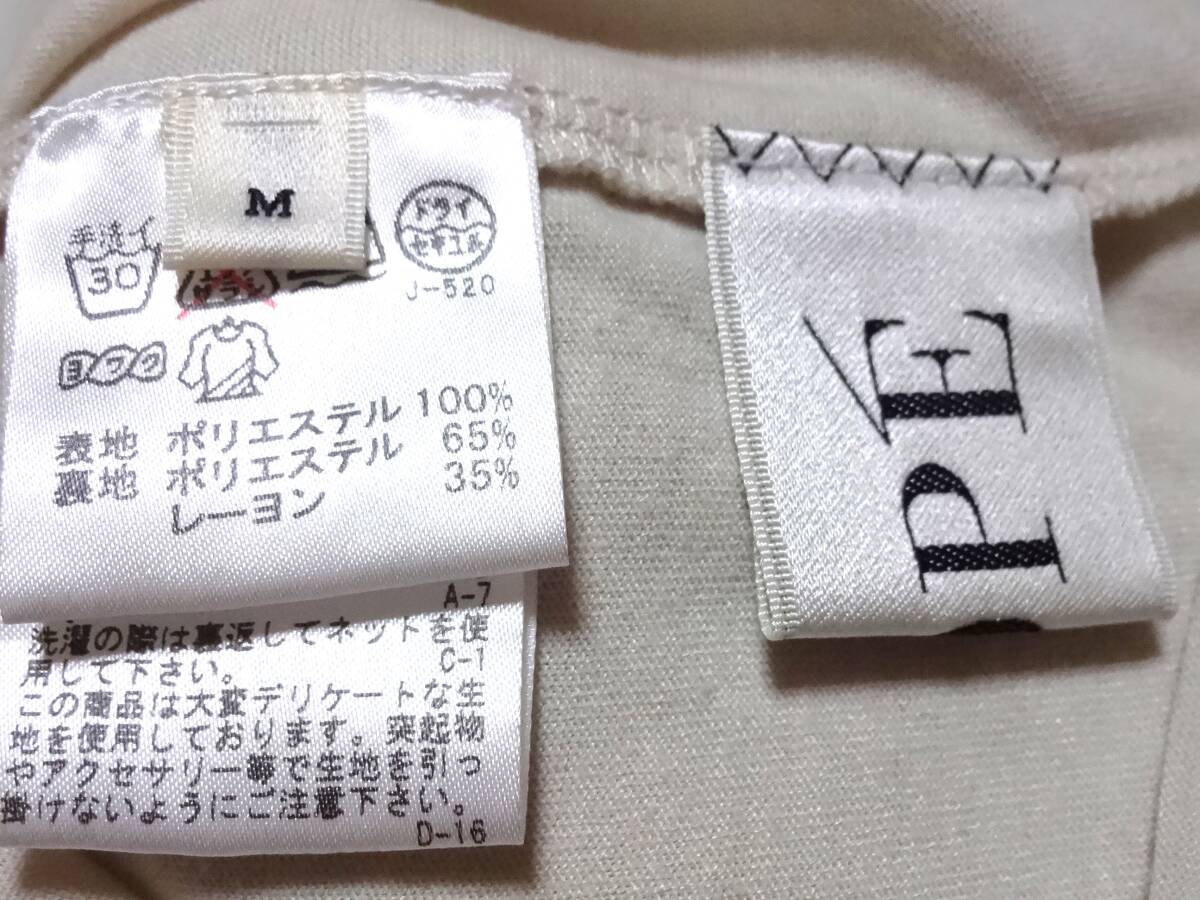 M
手洗イ
30
ドライ
セキユ系
J-520
ヨワク
表地 ポリエステル 100%
裏地 ポリエステル 65%
レーヨン 35%
A-7
洗濯の際は裏返してネットを使
用して下さい。
C-1
この商品は大変デリケートな生
地を使用しております。突起物
やアクセサリー等で生地を引っ
掛けないようにご注意下さい。
D-16
PÉ